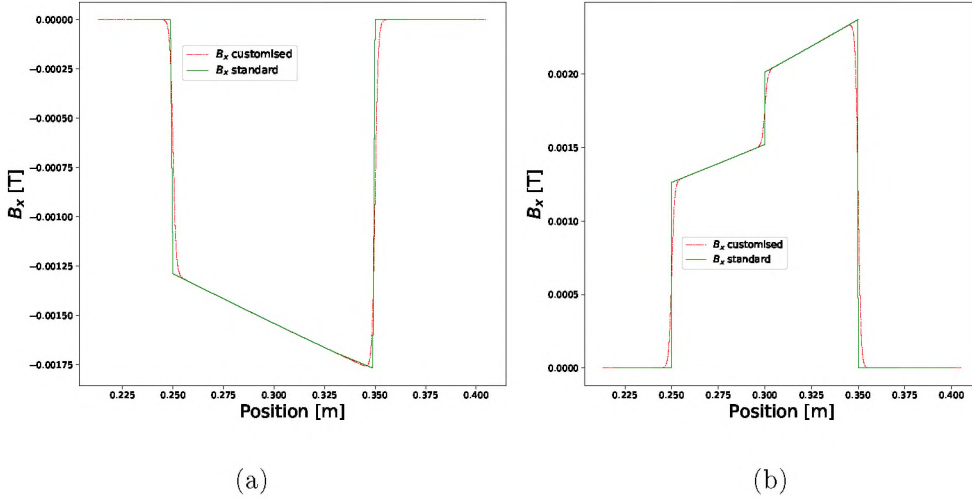 0.00000
−0.00025
−0.00050
−0.00075
−0.00100
−0.00125
−0.00150
−0.00175
B_x [T]
B_x customised
B_x standard
0.225 0.250 0.275 0.300 0.325 0.350 0.375 0.400
Position [m]
(a)
0.0020
0.0015
0.0010
0.0005
0.0000
B_x [T]
B_x customised
B_x standard
0.225 0.250 0.275 0.300 0.325 0.350 0.375 0.400
Position [m]
(b)